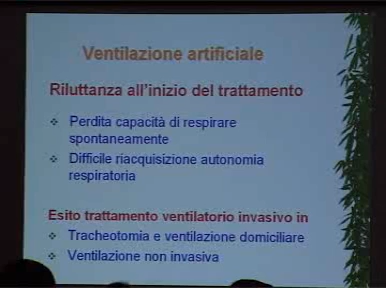 Ventilazione artificiale
Riluttanza all'inizio del trattamento
Perdita capacità di respirare
spontaneamente
Difficile riacquisizione autonomia
respiratoria
Esito trattamento ventilatorio invasivo in
Tracheotomia e ventilazione domiciliare
Ventilazione non invasiva